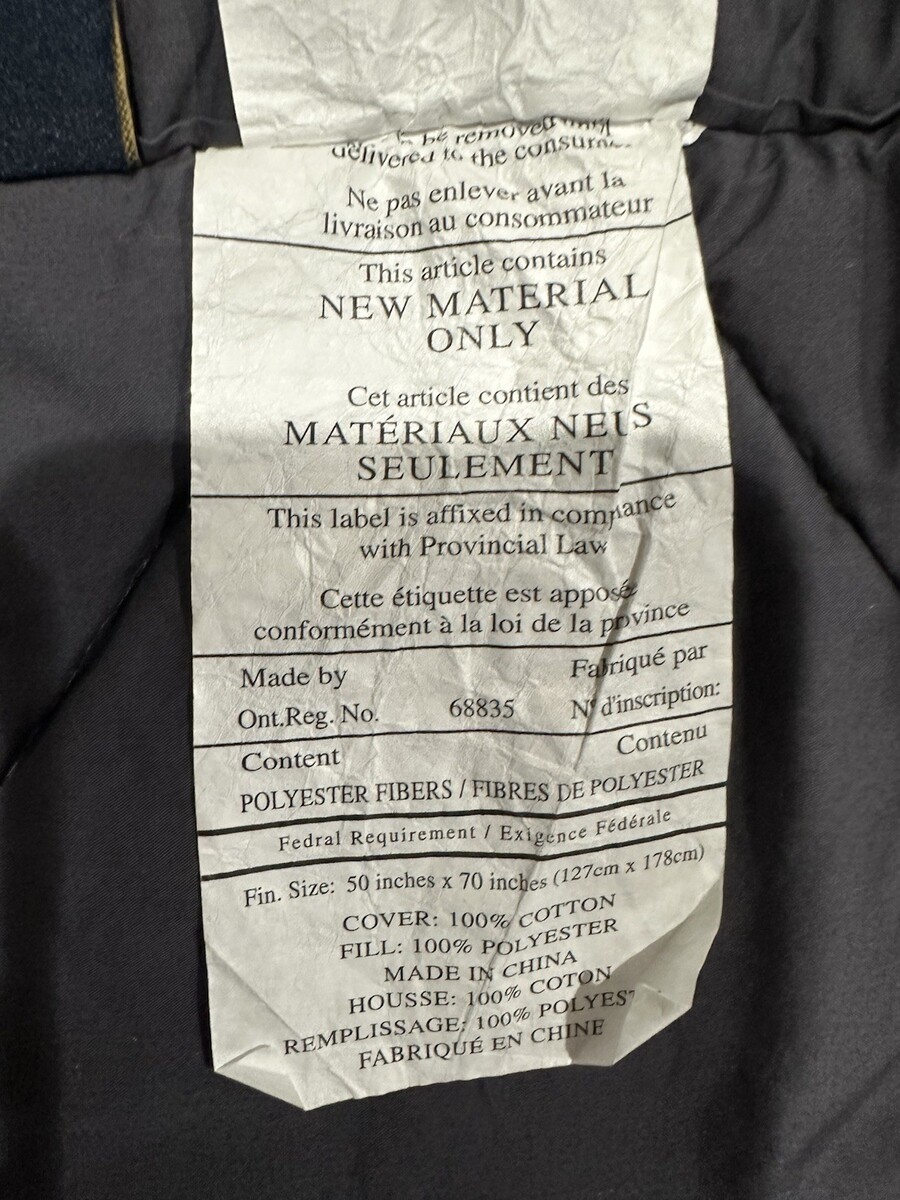 be removed only
delivered to the consumer
Ne pas enlever avant la
livraison au consommateur
This article contains
NEW MATERIAL
ONLY
Cet article contient des
MATÉRIAUX NEUS
SEULEMENT
This label is affixed in compliance
with Provincial Law
Cette étiquette est apposé
conformément à la loi de la province
Made by Fabriqué par
Ont.Reg. No. 68835 N° d'inscription:
Content Contenu
POLYESTER FIBERS / FIBRES DE POLYESTER
Fedral Requirement / Exigence Fédérale
Fin. Size: 50 inches x 70 inches (127cm x 178cm)
COVER: 100% COTTON
FILL: 100% POLYESTER
MADE IN CHINA
HOUSSE: 100% COTON
REMPLISSAGE: 100% POLYEST
FABRIQUÉ EN CHINE